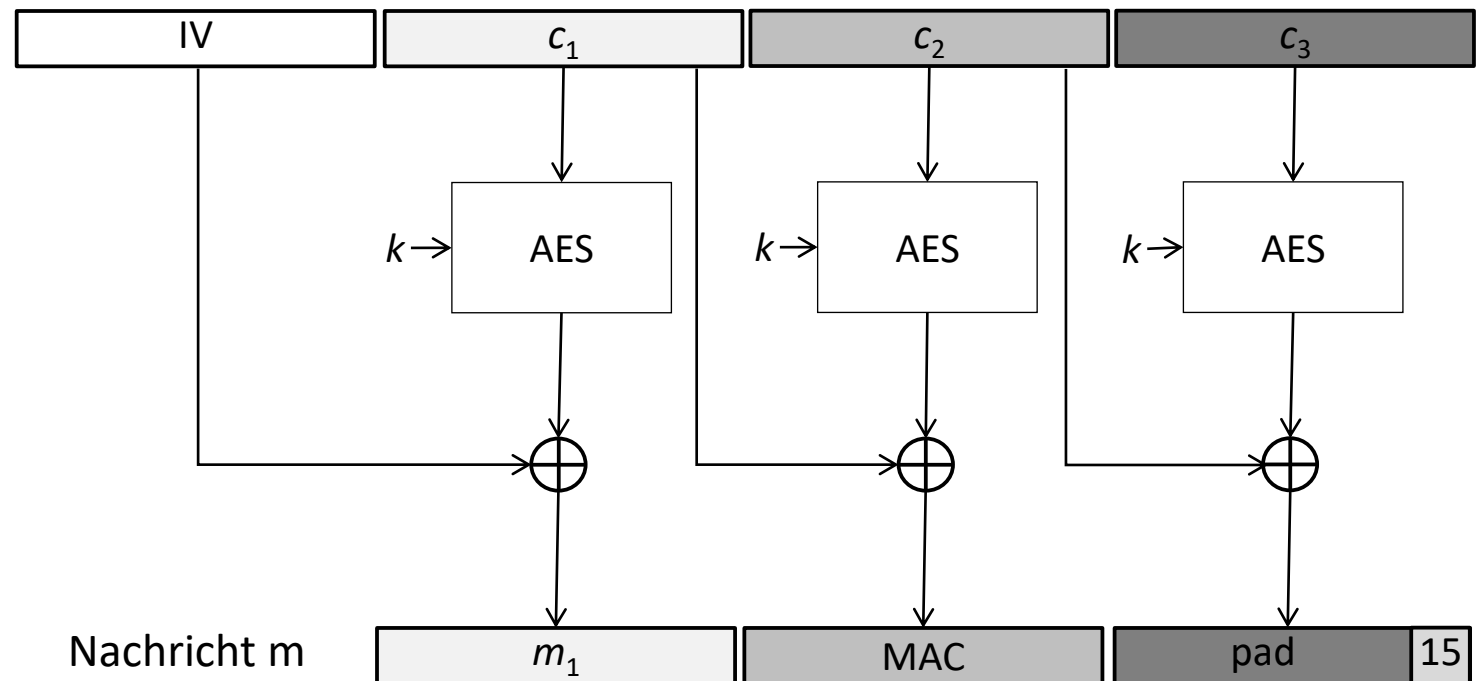 IV c₁ c₂ c₃
k AES k AES k AES
Nachricht m m₁ MAC pad 15